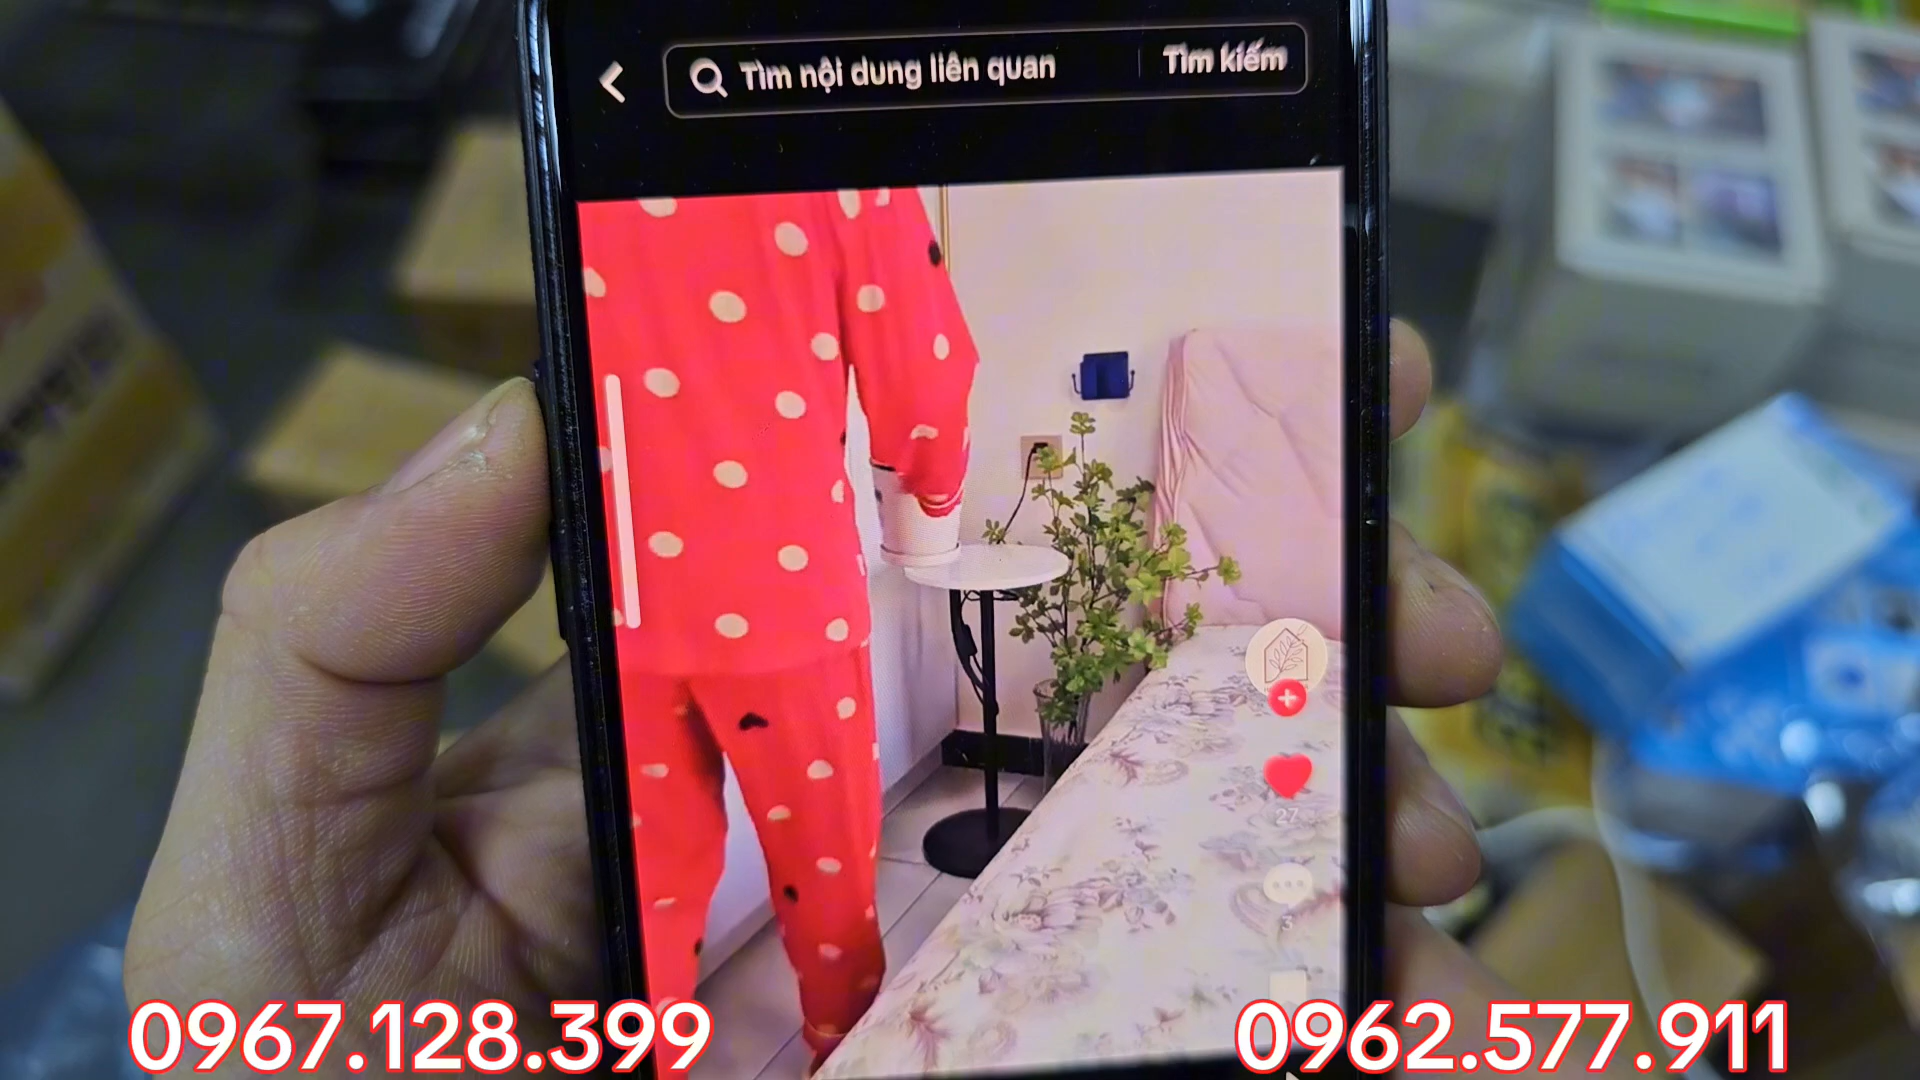 Tìm nội dung liên quan
Tìm kiếm
27
0967.128.399
0962.577.911